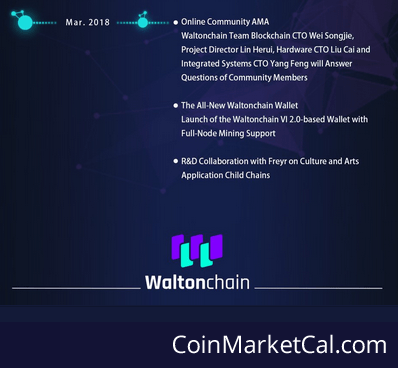 Mar. 2018
Online Community AMA
Waltonchain Team Blockchain CTO Wei Songjie,
Project Director Lin Herui, Hardware CTO Liu Cai and
Integrated Systems CTO Yang Feng will Answer
Questions of Community Members
The All-New Waltonchain Wallet
Launch of the Waltonchain VI 2.0-based Wallet with
Full-Node Mining Support
R&D Collaboration with Freyr on Culture and Arts
Application Child Chains
Waltonchain
CoinMarketCal.com